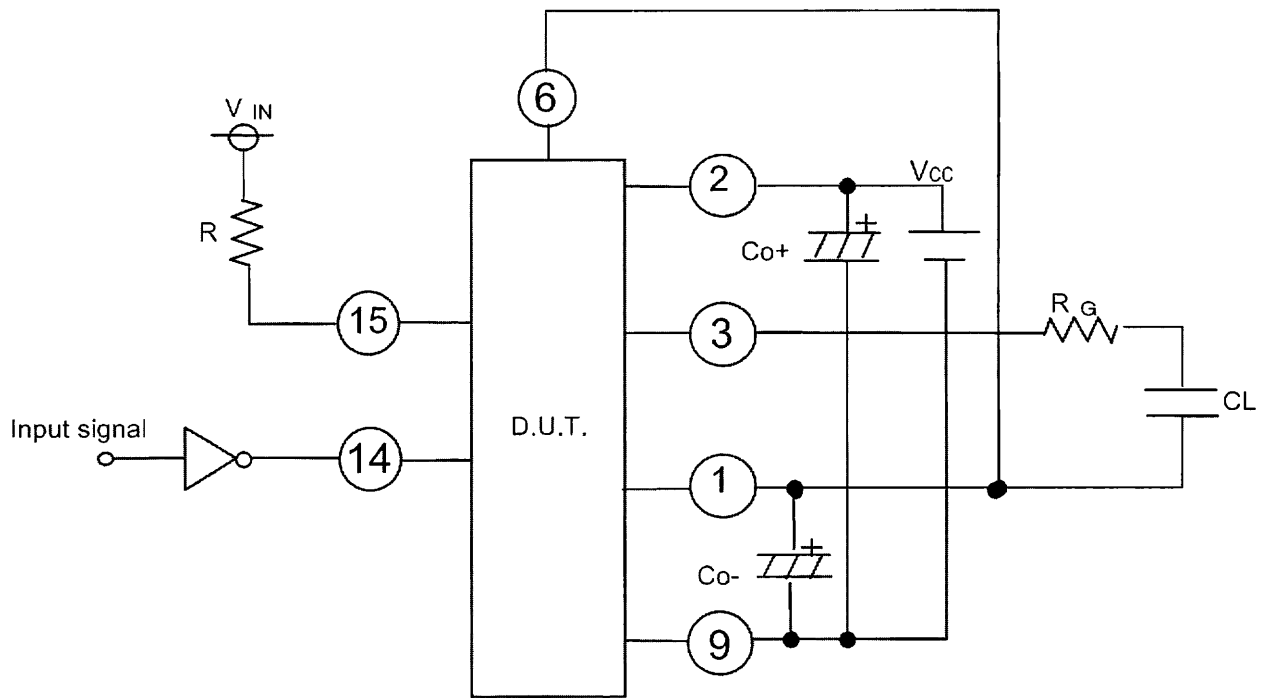 6
V IN
2
VCC
R
Co+
+
15
3
R G
CL
D.U.T.
Input signal
14
1
Co-
+
9